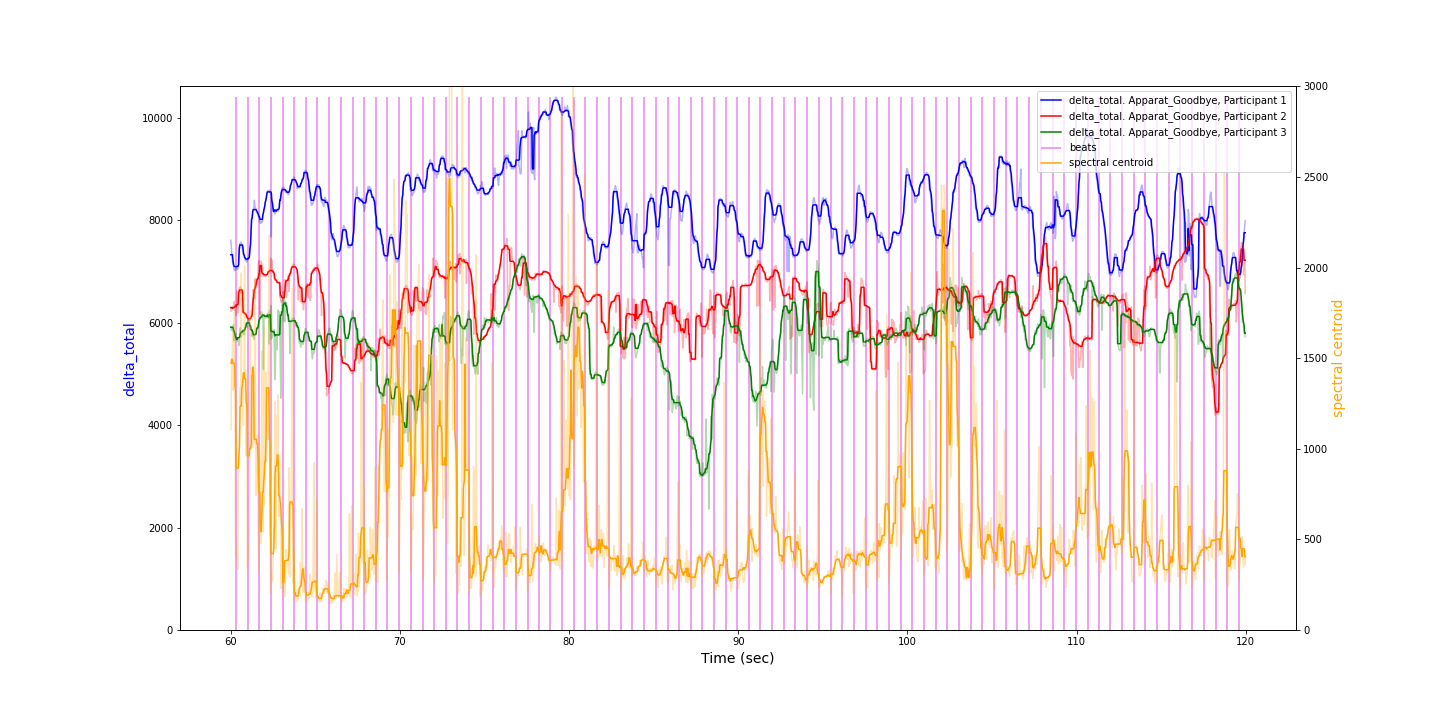 delta_total. Apparat_Goodbye, Participant 1
delta_total. Apparat_Goodbye, Participant 2
delta_total. Apparat_Goodbye, Participant 3
beats
spectral centroid
10000
8000
6000
4000
2000
0
delta_total
3000
2500
2000
1500
1000
500
0
spectral centroid
60 70 80 90 100 110 120
Time (sec)